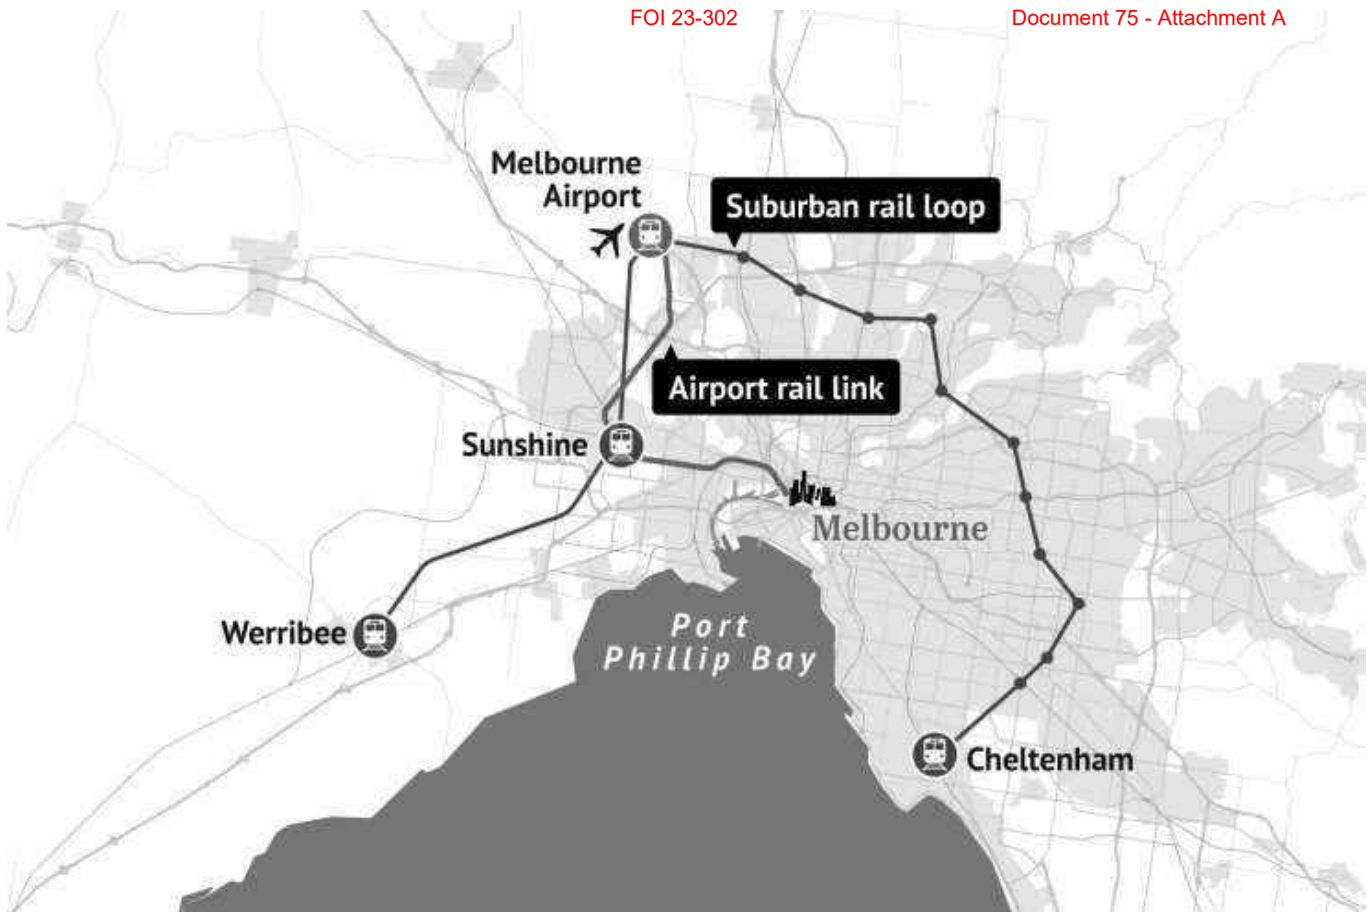 FOI 23-302
Document 75 - Attachment A
Melbourne
Airport
Suburban rail loop
Airport rail link
Sunshine
Melbourne
Werribee
Port
Phillip Bay
Cheltenham